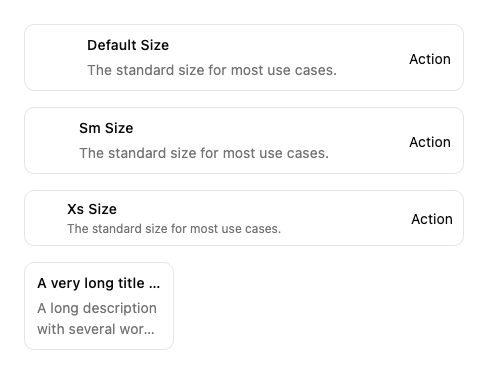 Default Size
The standard size for most use cases.
Action
Sm Size
The standard size for most use cases.
Action
Xs Size
The standard size for most use cases.
Action
A very long title ...
A long description
with several wor...